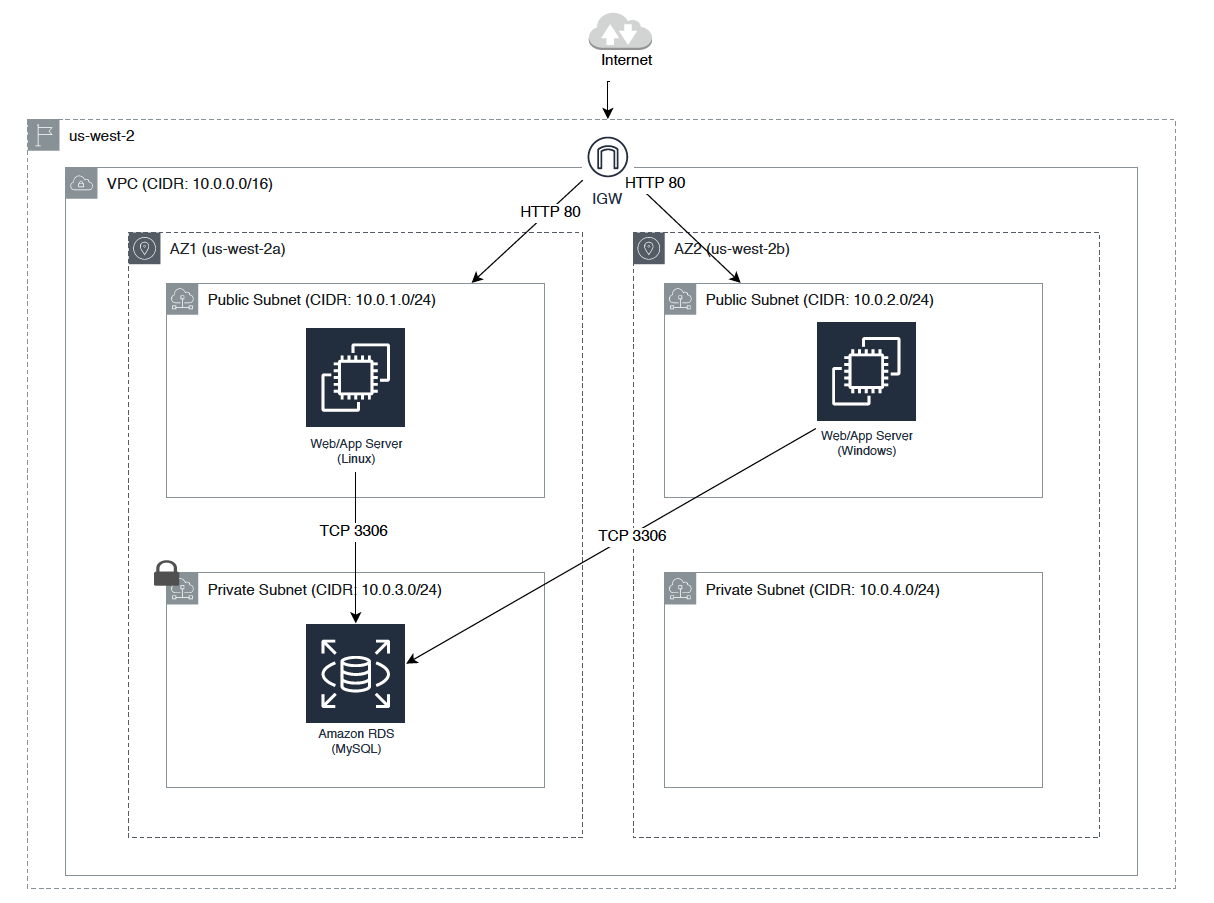 Internet
us-west-2
VPC (CIDR: 10.0.0.0/16)
IGW
HTTP 80
HTTP 80
AZ1 (us-west-2a)
AZ2 (us-west-2b)
Public Subnet (CIDR: 10.0.1.0/24)
Public Subnet (CIDR: 10.0.2.0/24)
Web/App Server
(Linux)
Web/App Server
(Windows)
TCP 3306
TCP 3306
Private Subnet (CIDR: 10.0.3.0/24)
Private Subnet (CIDR: 10.0.4.0/24)
Amazon RDS
(MySQL)